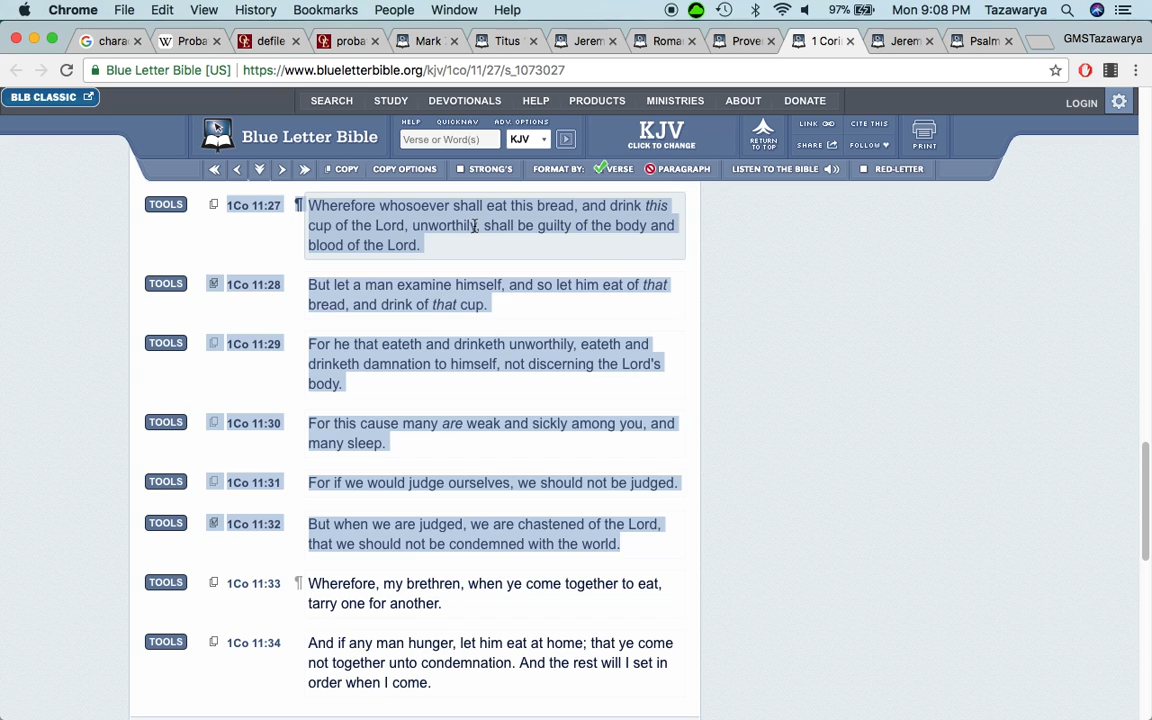 Chrome File Edit View History Bookmarks People Window Help 97% Mon 9:08 PM Tazawarya
charac Proba defile proba Mark Titus Jerem Roma Prove 1 Cori Jerem Psalm GMSTazawarya
Blue Letter Bible [US] https://www.blueletterbible.org/kjv/1co/11/27/s_1073027
BLB CLASSIC SEARCH STUDY DEVOTIONALS HELP PRODUCTS MINISTRIES ABOUT DONATE LOGIN
HELP QUICKNAV ADV. OPTIONS
Blue Letter Bible Verse or Word(s) KJV
KJV
CLICK TO CHANGE
RETURN
TO TOP
LINK CITE THIS
SHARE FOLLOW
PRINT
COPY COPY OPTIONS STRONG'S FORMAT BY: VERSE PARAGRAPH LISTEN TO THE BIBLE RED-LETTER
TOOLS 1Co 11:27 ¶ Wherefore whosoever shall eat this bread, and drink this
cup of the Lord, unworthily, shall be guilty of the body and
blood of the Lord.
TOOLS 1Co 11:28 But let a man examine himself, and so let him eat of that
bread, and drink of that cup.
TOOLS 1Co 11:29 For he that eateth and drinketh unworthily, eateth and
drinketh damnation to himself, not discerning the Lord's
body.
TOOLS 1Co 11:30 For this cause many are weak and sickly among you, and
many sleep.
TOOLS 1Co 11:31 For if we would judge ourselves, we should not be judged.
TOOLS 1Co 11:32 But when we are judged, we are chastened of the Lord,
that we should not be condemned with the world.
TOOLS 1Co 11:33 ¶ Wherefore, my brethren, when ye come together to eat,
tarry one for another.
TOOLS 1Co 11:34 And if any man hunger, let him eat at home; that ye come
not together unto condemnation. And the rest will I set in
order when I come.